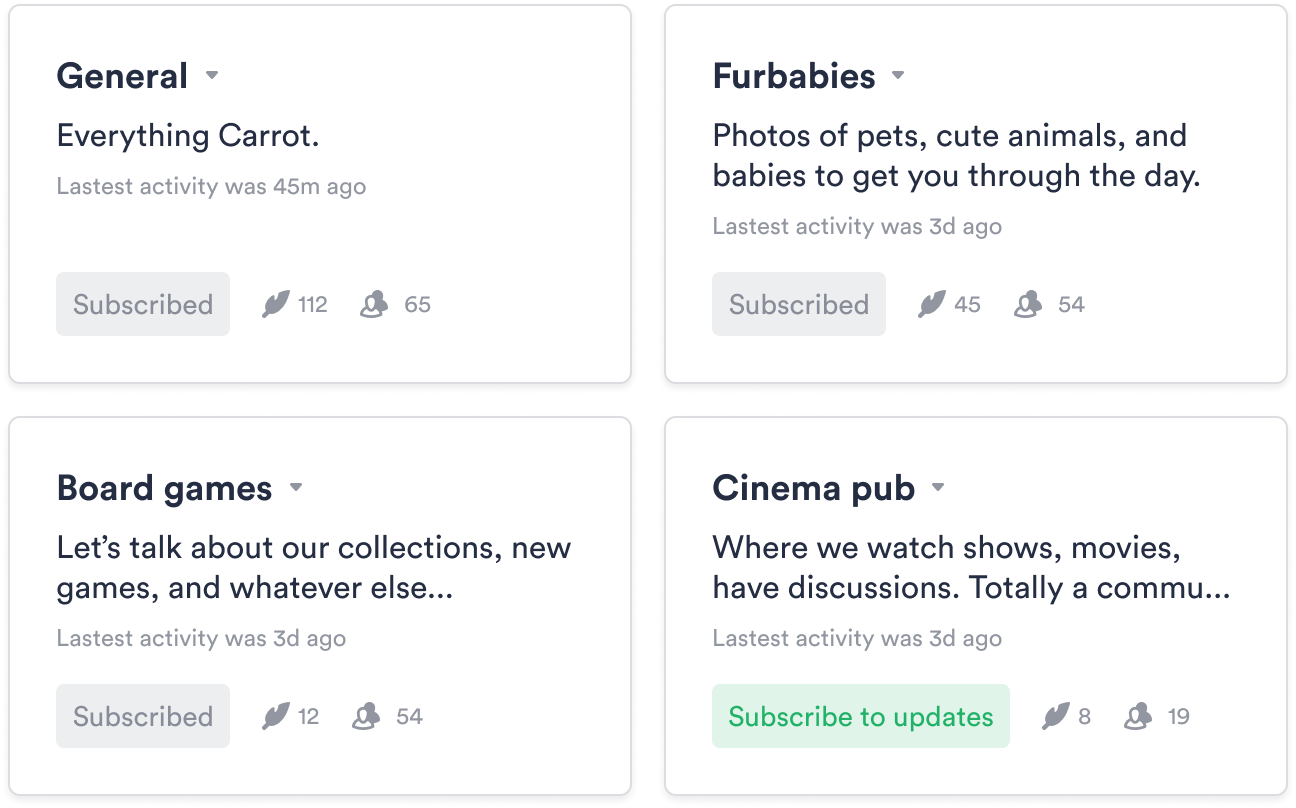 General
Everything Carrot.
Lastest activity was 45m ago
Subscribed 112 65
Furbabies
Photos of pets, cute animals, and
babies to get you through the day.
Lastest activity was 3d ago
Subscribed 45 54
Board games
Let’s talk about our collections, new
games, and whatever else...
Lastest activity was 3d ago
Subscribed 12 54
Cinema pub
Where we watch shows, movies,
have discussions. Totally a commu...
Lastest activity was 3d ago
Subscribe to updates 8 19